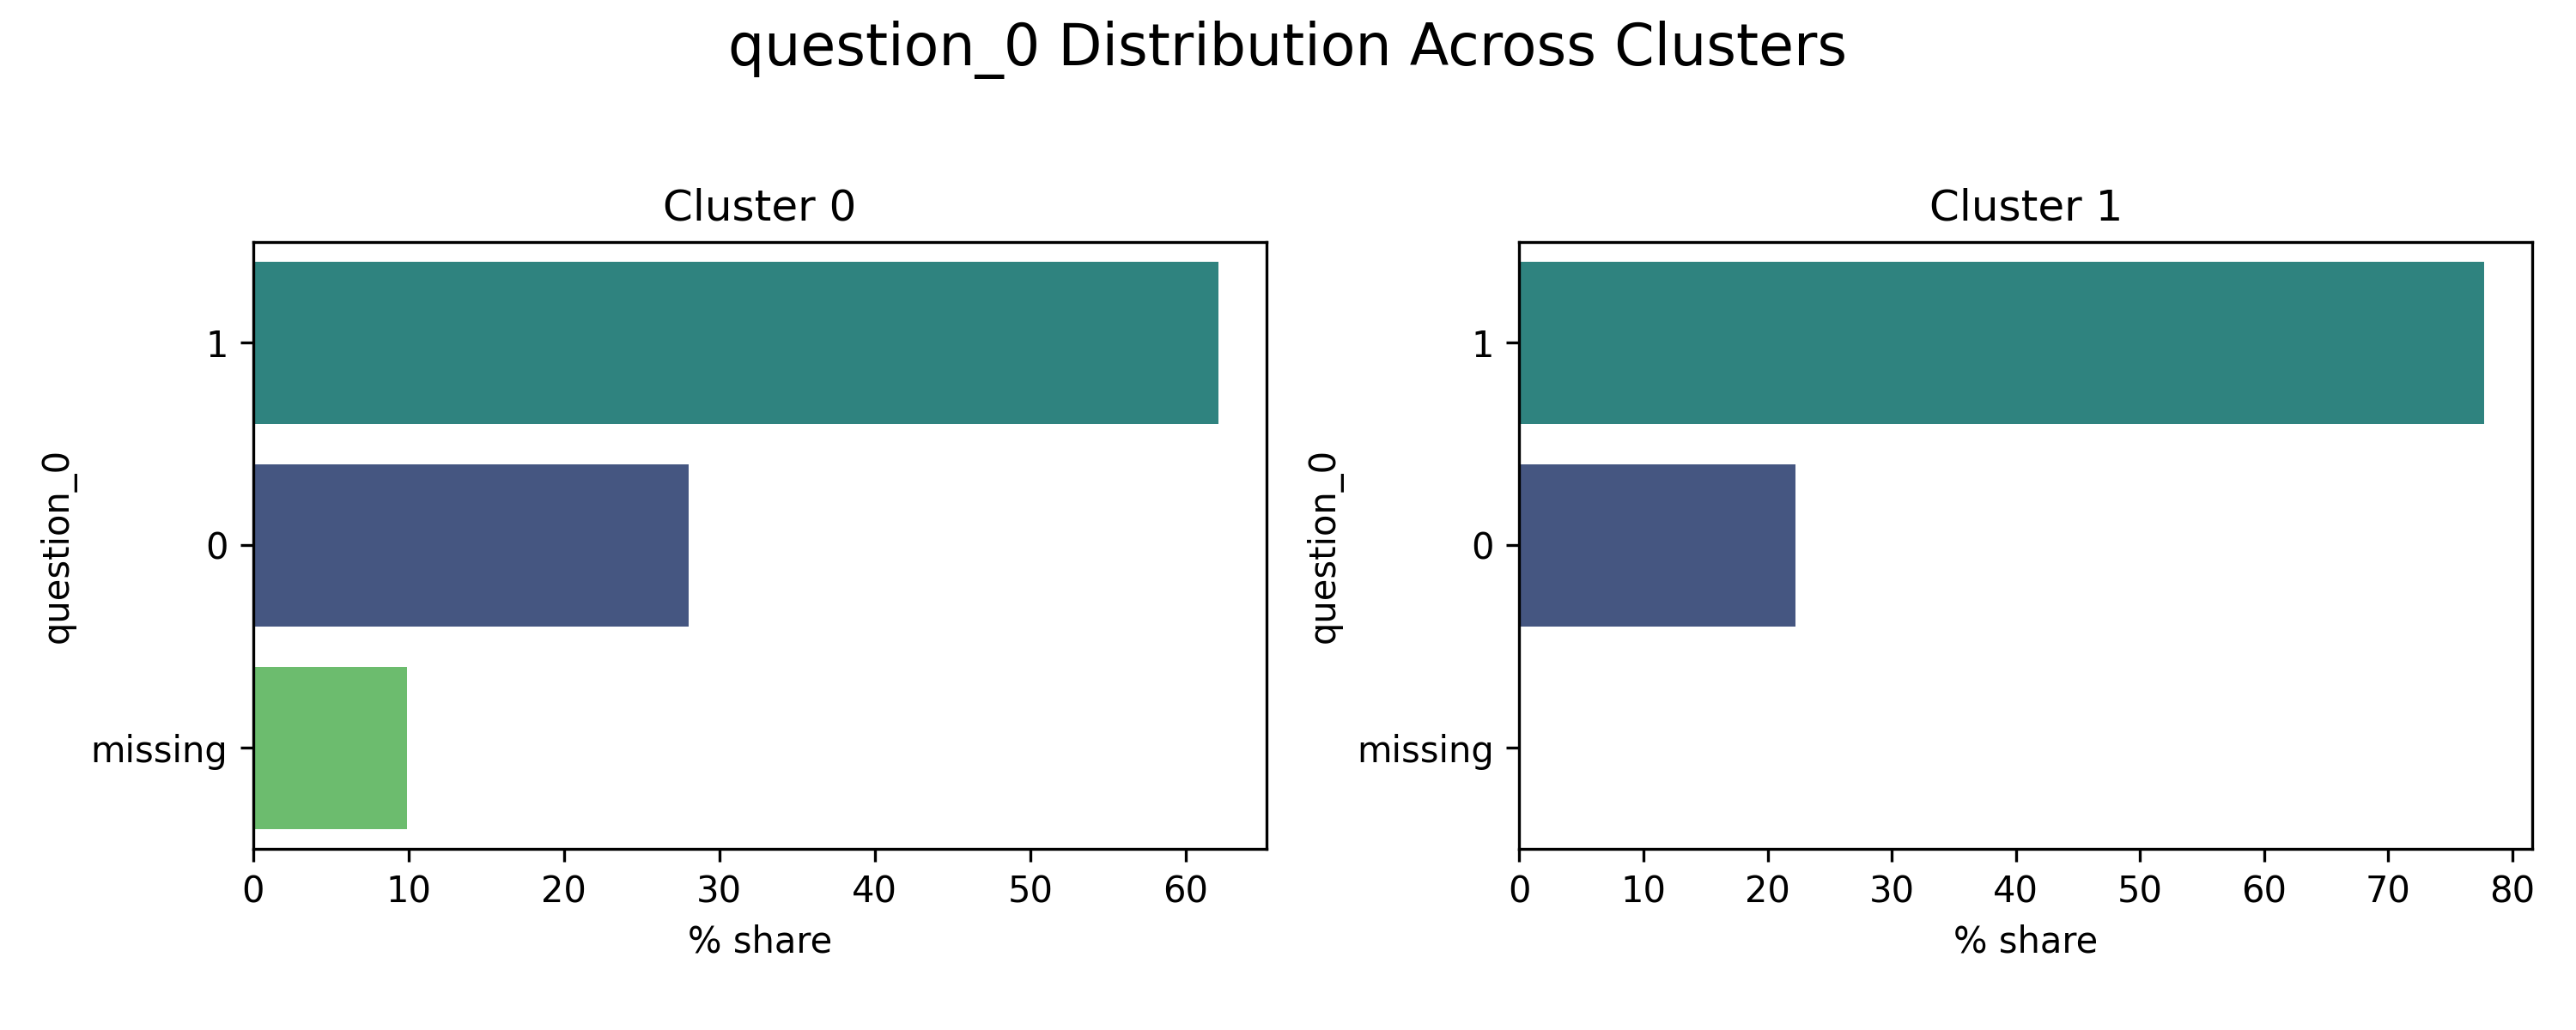 question_0 Distribution Across Clusters
Cluster 0
question_0
1
0
missing
0 10 20 30 40 50 60
% share
Cluster 1
question_0
1
0
missing
0 10 20 30 40 50 60 70 80
% share